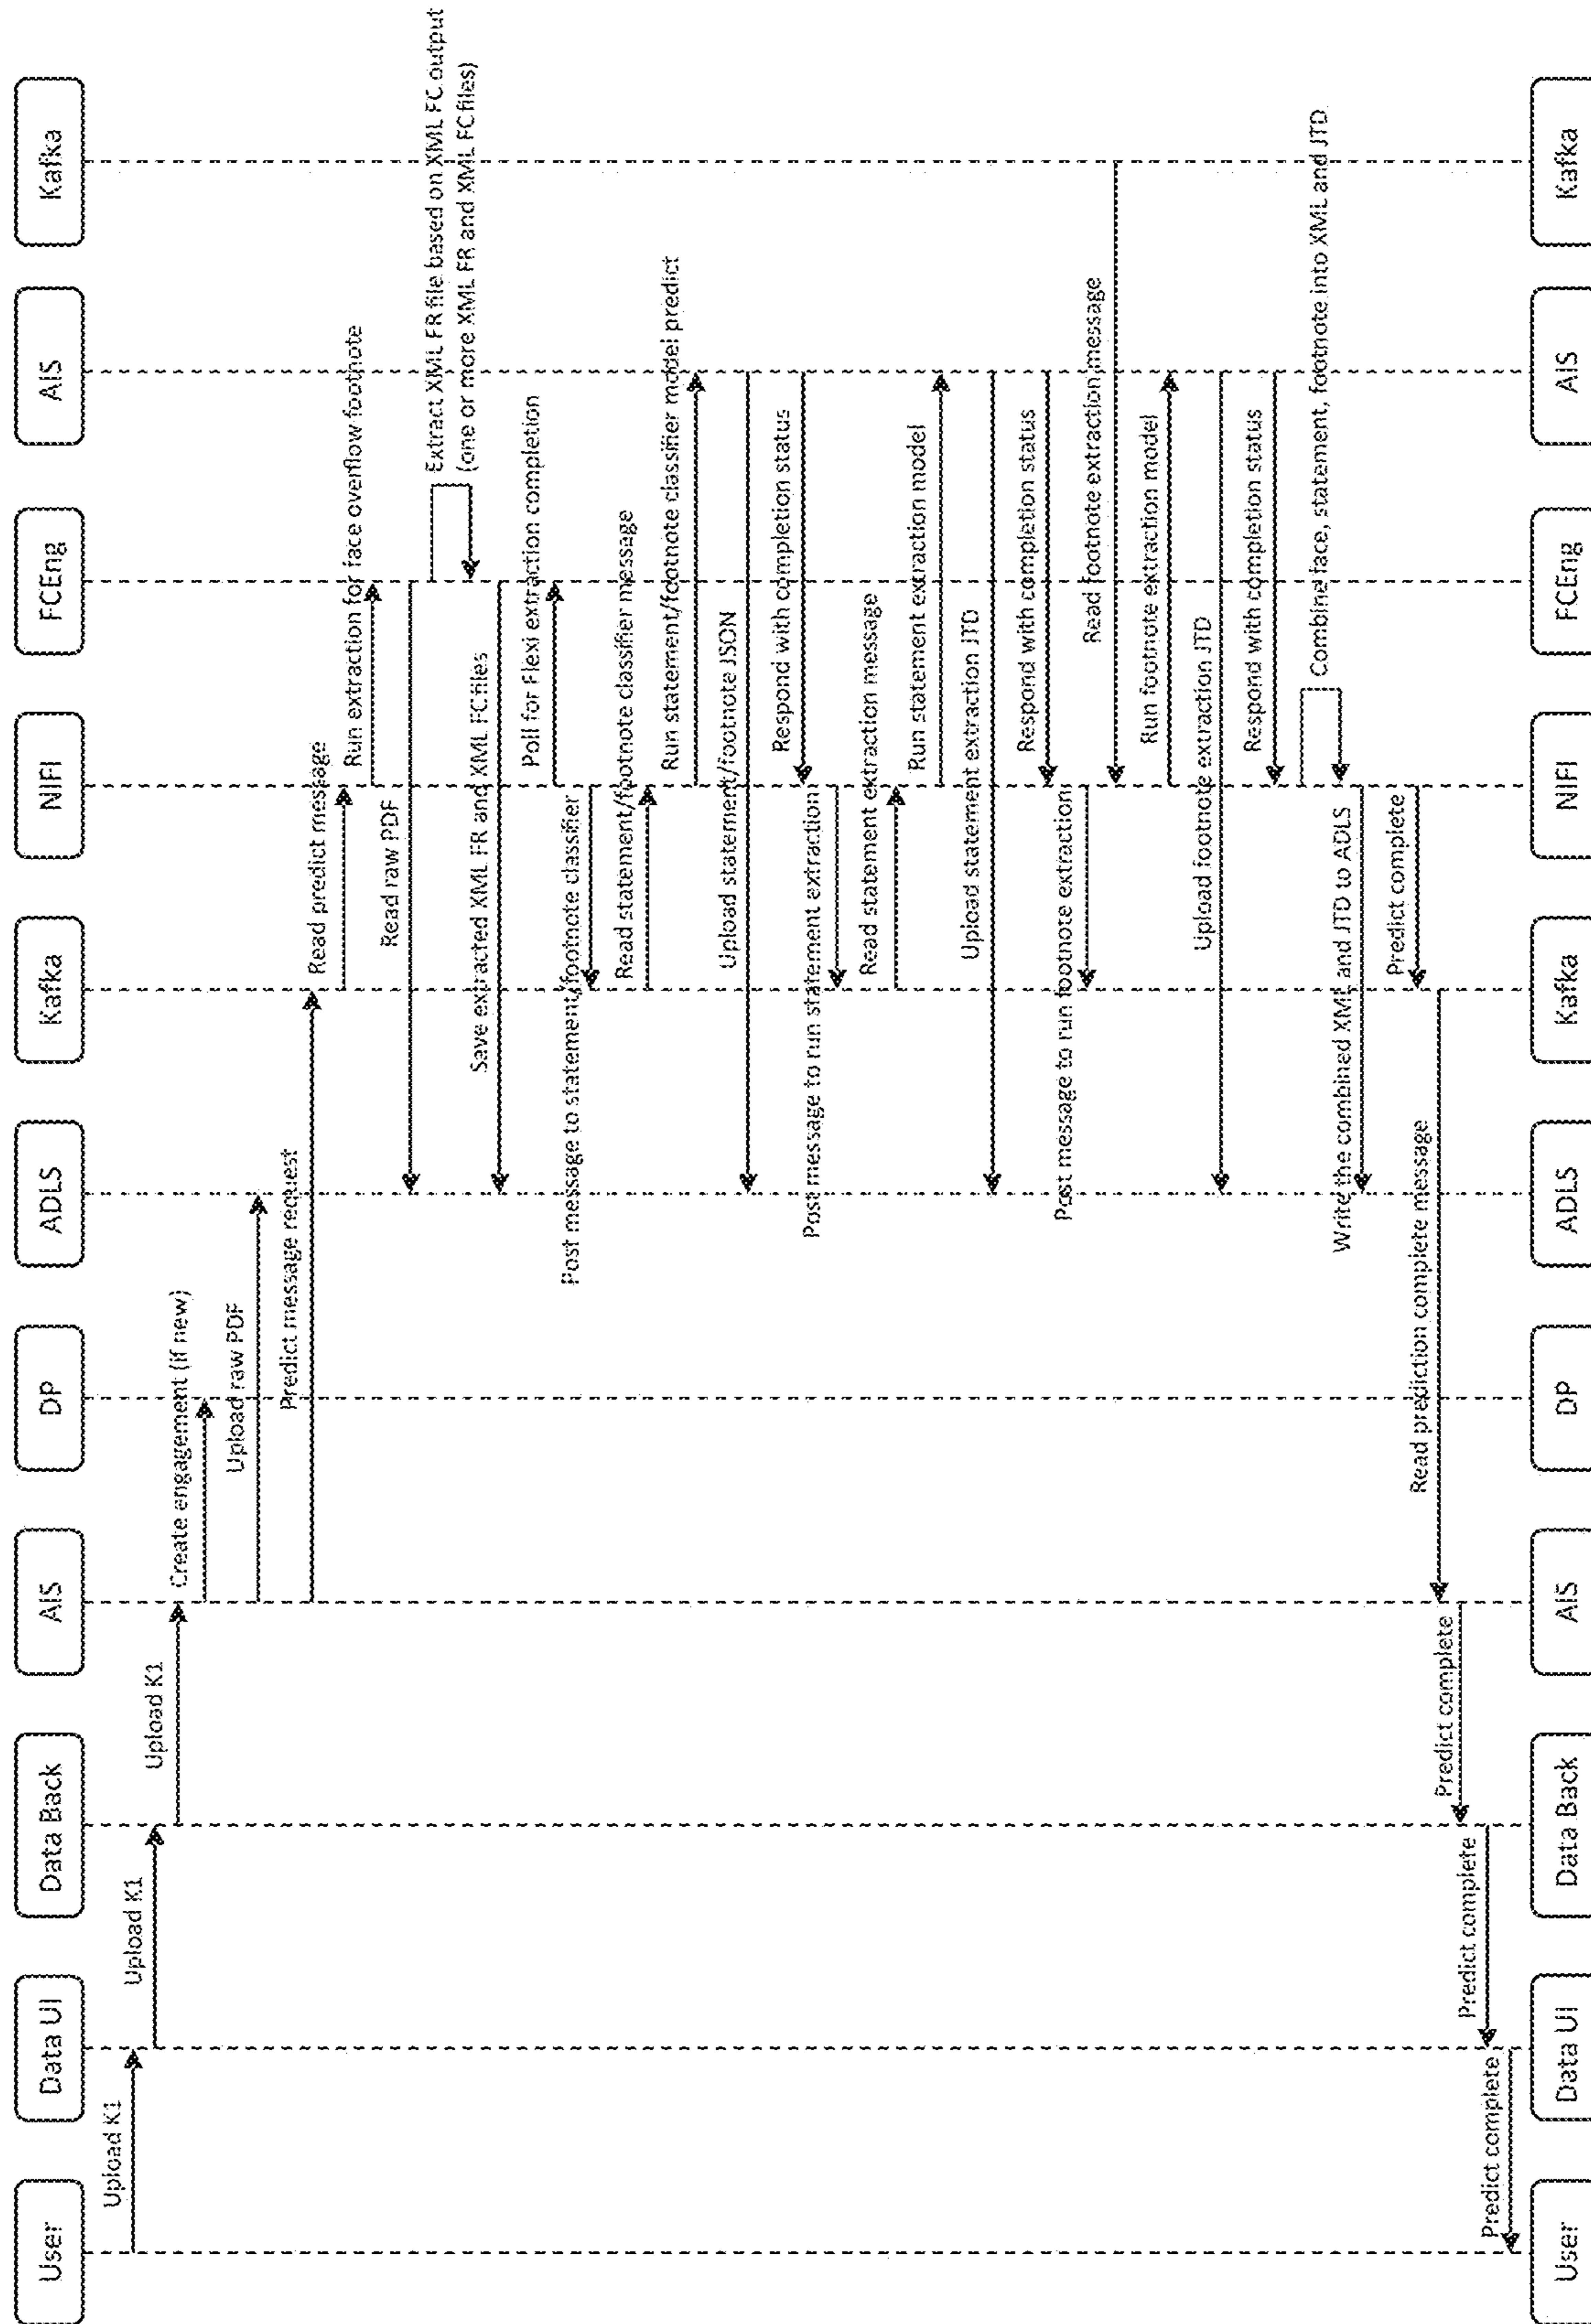 User
Data UI
Data Back
AIS
DP
ADLS
Kafka
NIFI
FCEng
AIS
Kafka
Upload K1
Upload K1
Upload K1
Create engagement (if new)
Upload raw PDF
Predict message request
Read predict message
Run extraction for face overflow footnote
Read raw PDF
Extract XML FR file based on XML FC output
(one or more XML FR and XML FC files)
Save extracted XML FR and XML FC files
Poll for Flexi extraction completion
Post message to statement/footnote classifier
Read statement/footnote classifier message
Run statement/footnote classifier model predict
Upload statement/footnote JSON
Respond with completion status
Post message to run statement extraction
Read statement extraction message
Run statement extraction model
Upload statement extraction JTD
Respond with completion status
Post message to run footnote extraction
Read footnote extraction message
Run footnote extraction model
Upload footnote extraction JTD
Respond with completion status
Combine face, statement, footnote into XML and JTD
Write the combined XML and JTD to ADLS
Predict complete
Read prediction complete message
Predict complete
Predict complete
Predict complete
User
Data UI
Data Back
AIS
DP
ADLS
Kafka
NIFI
FCEng
AIS
Kafka